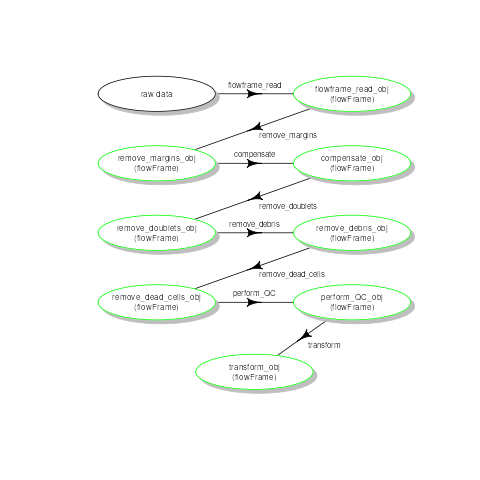 flowframe_read
raw data
flowframe_read_obj
(flowFrame)
remove_margins
remove_margins_obj
(flowFrame)
compensate
compensate_obj
(flowFrame)
remove_doublets
remove_doublets_obj
(flowFrame)
remove_debris
remove_debris_obj
(flowFrame)
remove_dead_cells
remove_dead_cells_obj
(flowFrame)
perform_QC
perform_QC_obj
(flowFrame)
transform
transform_obj
(flowFrame)